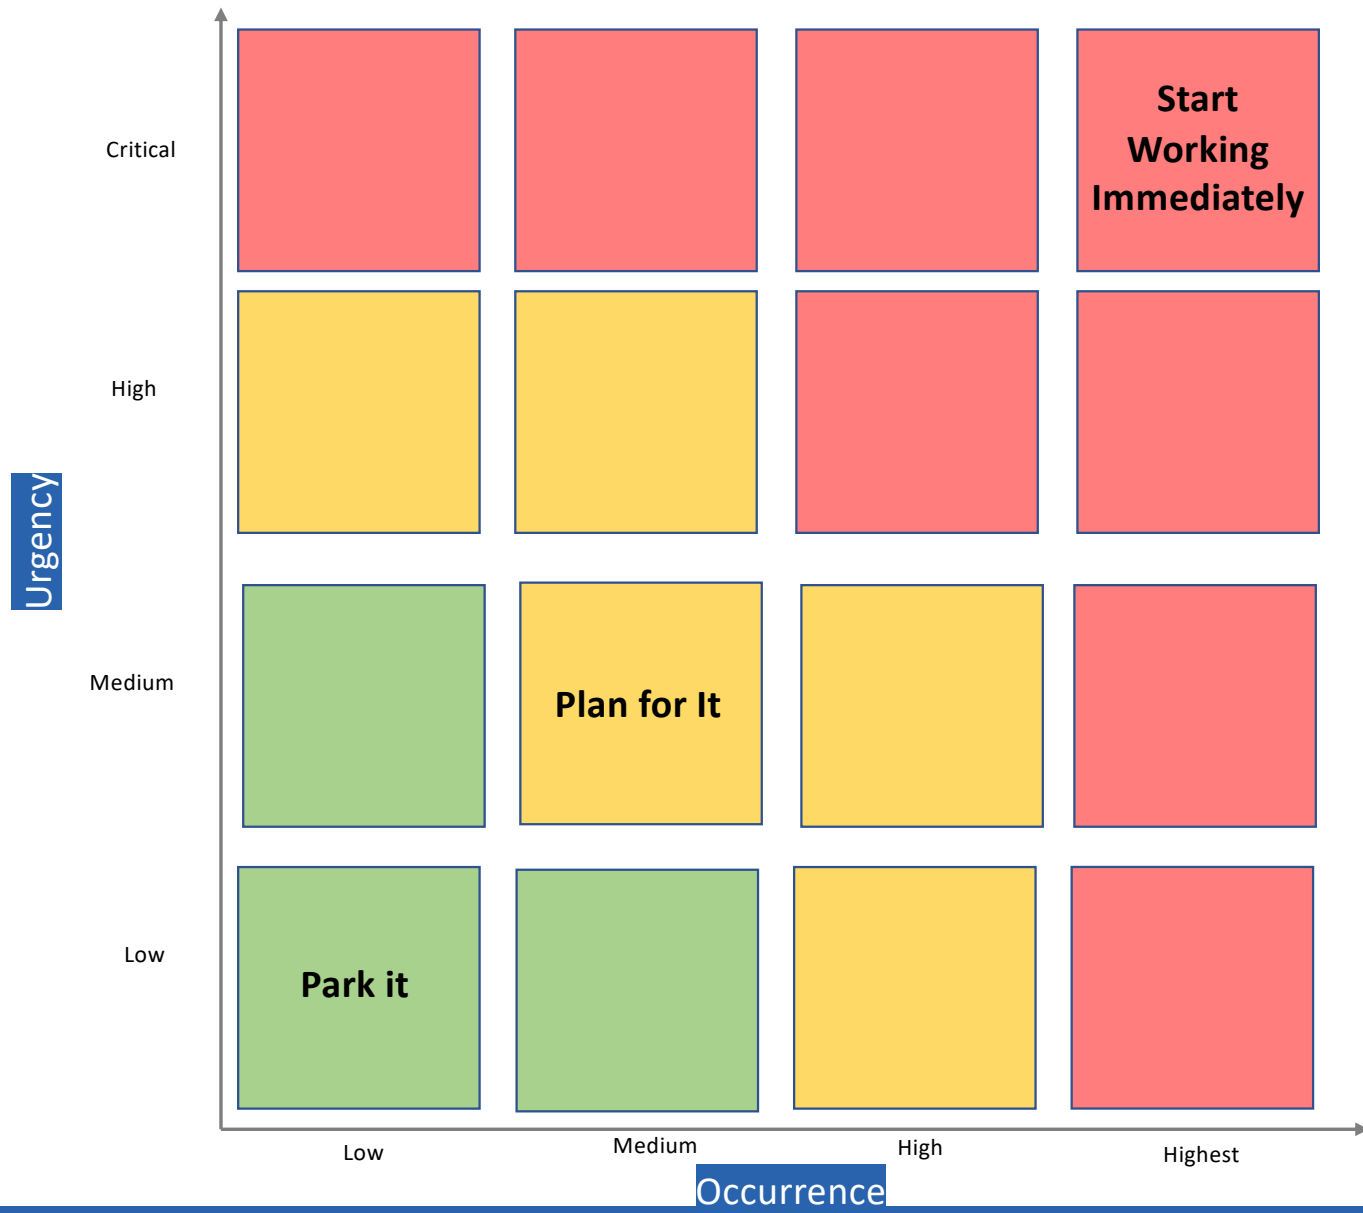 Start
Working
Immediately
Critical
High
Urgency
Medium
Plan for It
Low
Park it
Low
Medium
High
Highest
Occurrence